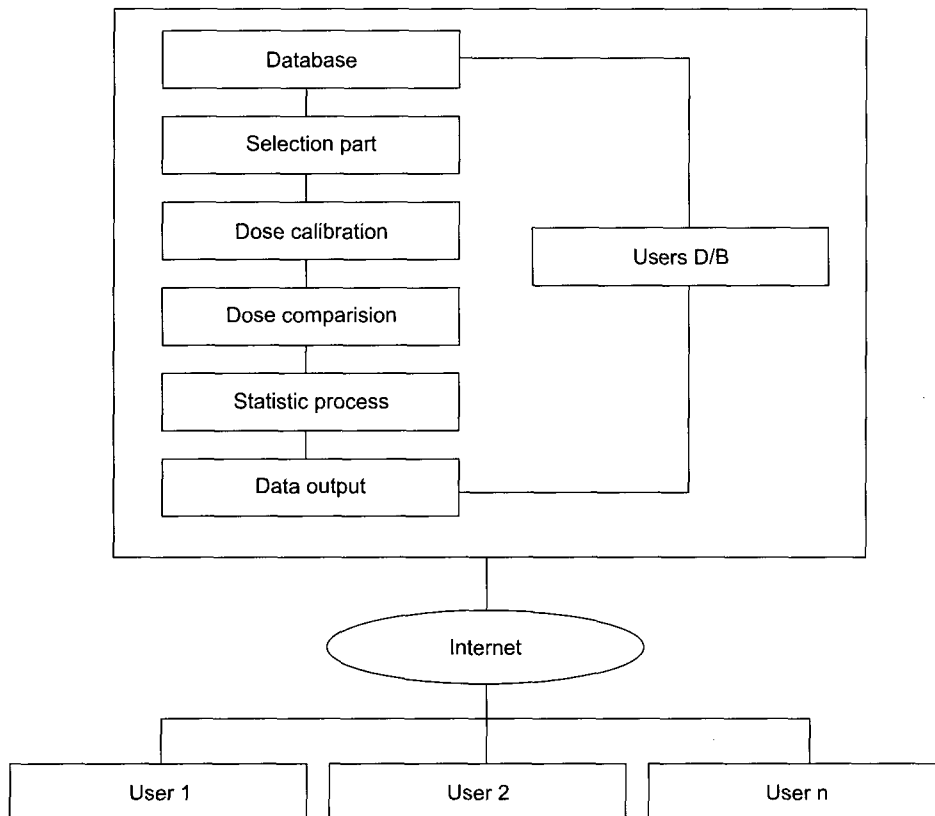 Database
Selection part
Dose calibration
Users D/B
Dose comparision
Statistic process
Data output
Internet
User 1
User 2
User n